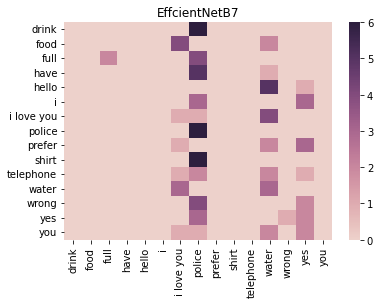 EffcientNetB7
drink
food
full
have
hello
i
i love you
police
prefer
shirt
telephone
water
wrong
yes
you
drink
food
full
have
hello
i
i love you
police
prefer
shirt
telephone
water
wrong
yes
you
6
5
4
3
2
1
0